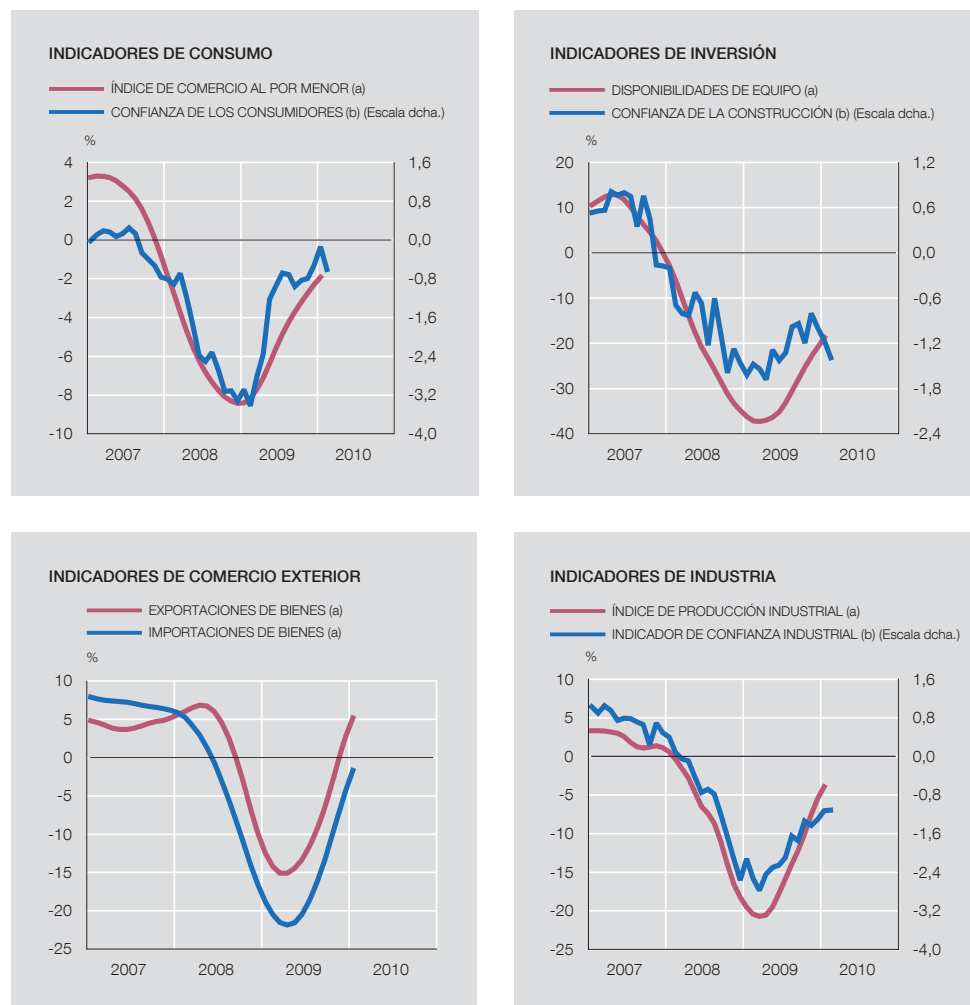 INDICADORES DE CONSUMO
ÍNDICE DE COMERCIO AL POR MENOR (a)
CONFIANZA DE LOS CONSUMIDORES (b) (Escala dcha.)
%
4 1,6
2 0,8
0 0,0
-2 -0,8
-4 -1,6
-6 -2,4
-8 -3,2
-10 -4,0
2007 2008 2009 2010
INDICADORES DE INVERSIÓN
DISPONIBILIDADES DE EQUIPO (a)
CONFIANZA DE LA CONSTRUCCIÓN (b) (Escala dcha.)
%
20 1,2
10 0,6
0 0,0
-10 -0,6
-20 -1,2
-30 -1,8
-40 -2,4
2007 2008 2009 2010
INDICADORES DE COMERCIO EXTERIOR
EXPORTACIONES DE BIENES (a)
IMPORTACIONES DE BIENES (a)
%
10
5
0
-5
-10
-15
-20
-25
2007 2008 2009 2010
INDICADORES DE INDUSTRIA
ÍNDICE DE PRODUCCIÓN INDUSTRIAL (a)
INDICADOR DE CONFIANZA INDUSTRIAL (b) (Escala dcha.)
%
10 1,6
5 0,8
0 0,0
-5 -0,8
-10 -1,6
-15 -2,4
-20 -3,2
-25 -4,0
2007 2008 2009 2010